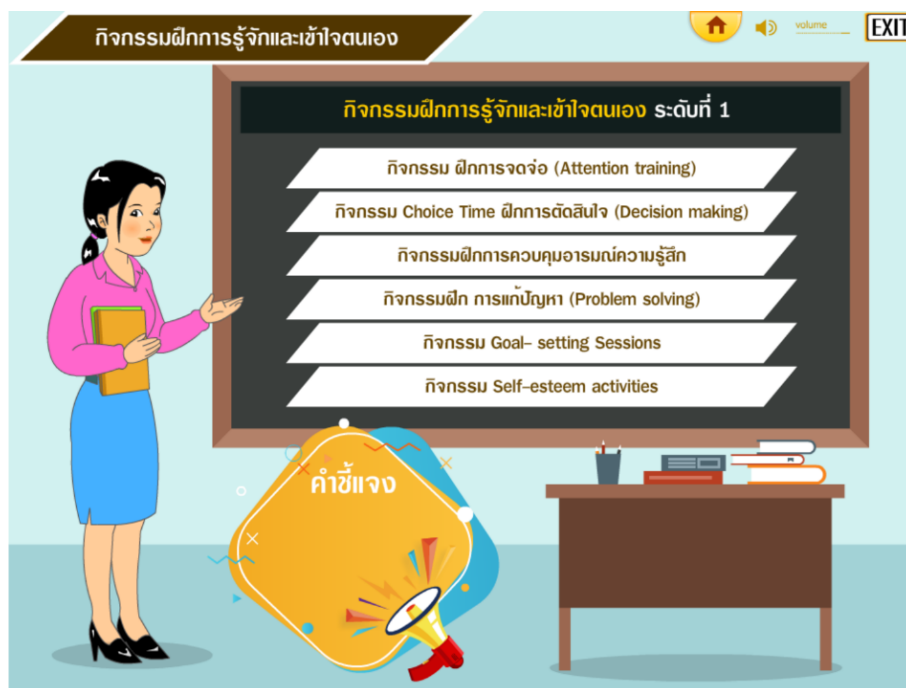 กิจกรรมฝึกการรู้จักและเข้าใจตนเอง
volume
EXIT
กิจกรรมฝึกการรู้จักและเข้าใจตนเอง ระดับที่ 1
กิจกรรม ฝึกการจดจ่อ (Attention training)
กิจกรรม Choice Time ฝึกการตัดสินใจ (Decision making)
กิจกรรมฝึกการควบคุมอารมณ์ความรู้สึก
กิจกรรมฝึก การแก้ปัญหา (Problem solving)
กิจกรรม Goal– setting Sessions
กิจกรรม Self–esteem activities
คำชี้แจง